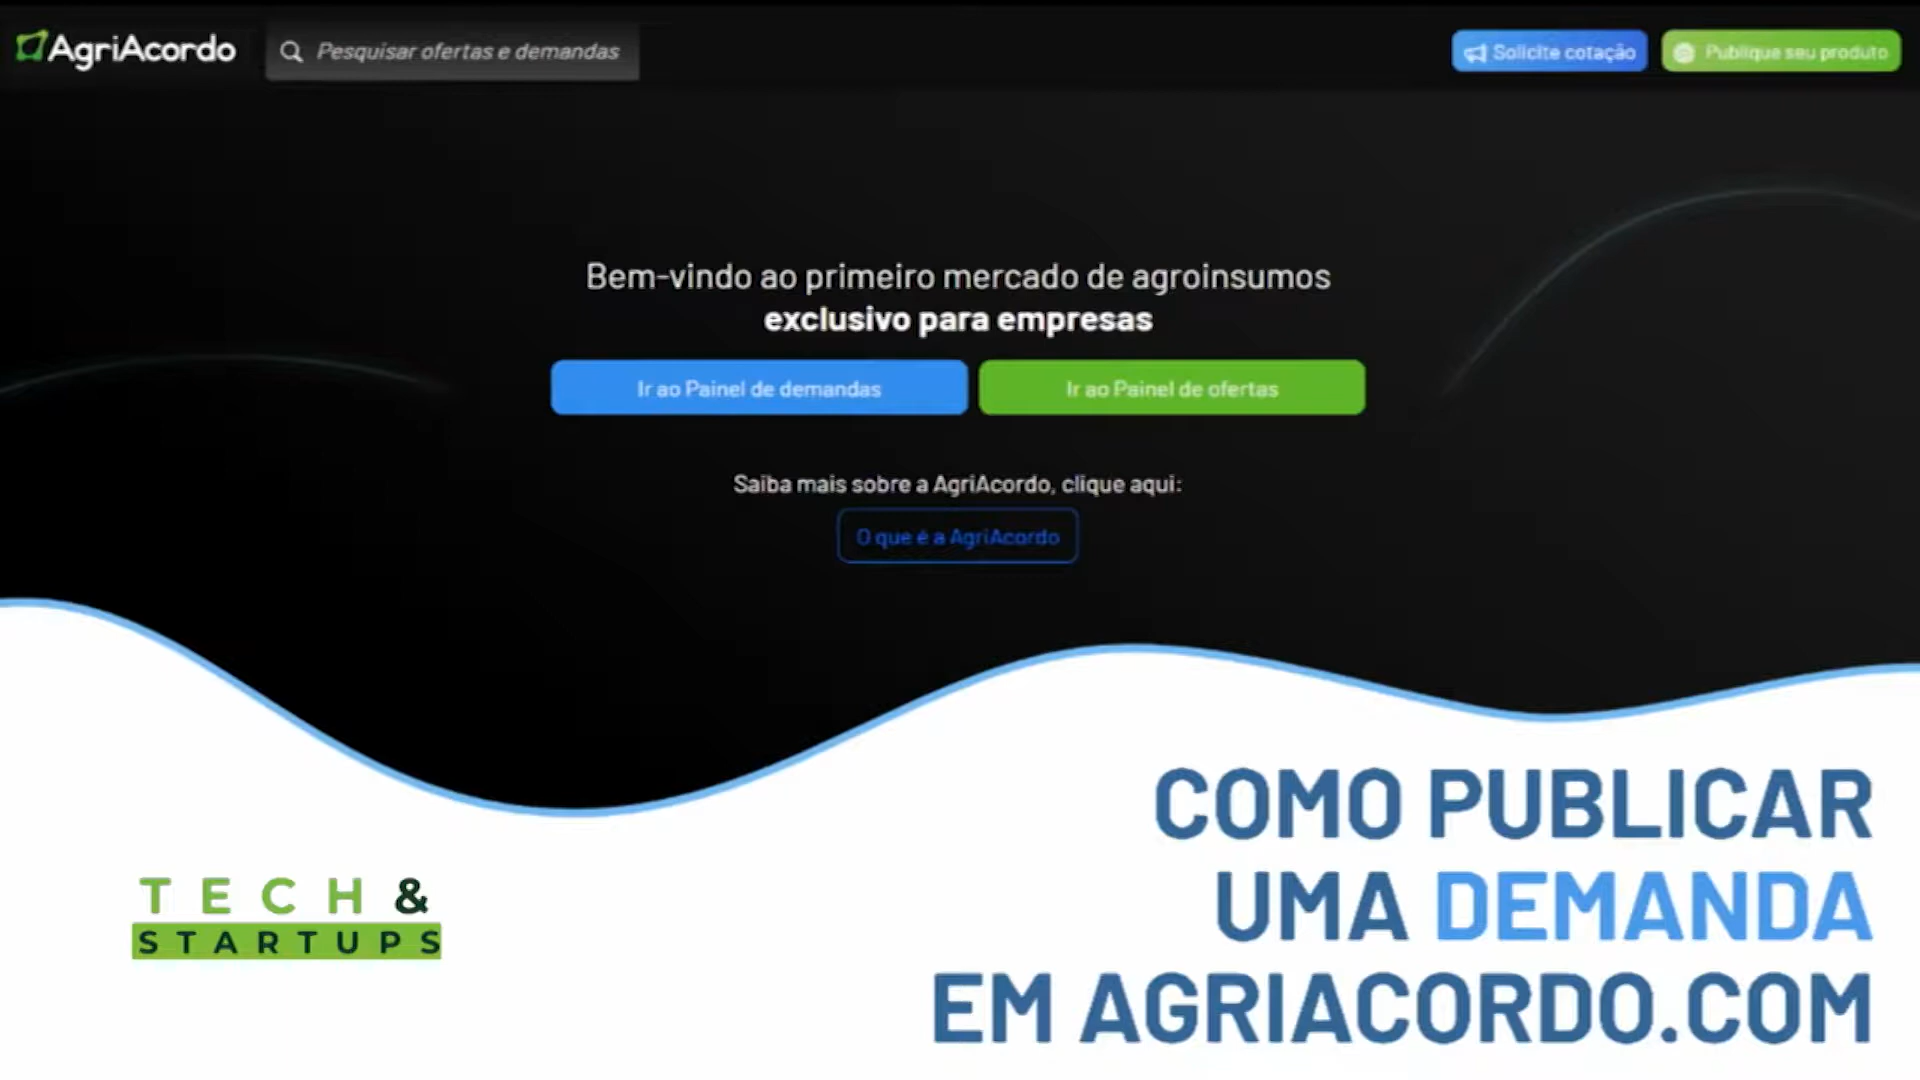 AgriAcordo
Pesquisar ofertas e demandas
Solicite cotação
Publique seu produto
Bem-vindo ao primeiro mercado de agroinsumos
exclusivo para empresas
Ir ao Painel de demandas
Ir ao Painel de ofertas
Saiba mais sobre a AgriAcordo, clique aqui:
O que é a AgriAcordo
TECH &
STARTUPS
COMO PUBLICAR
UMA DEMANDA
EM AGRIACORDO.COM